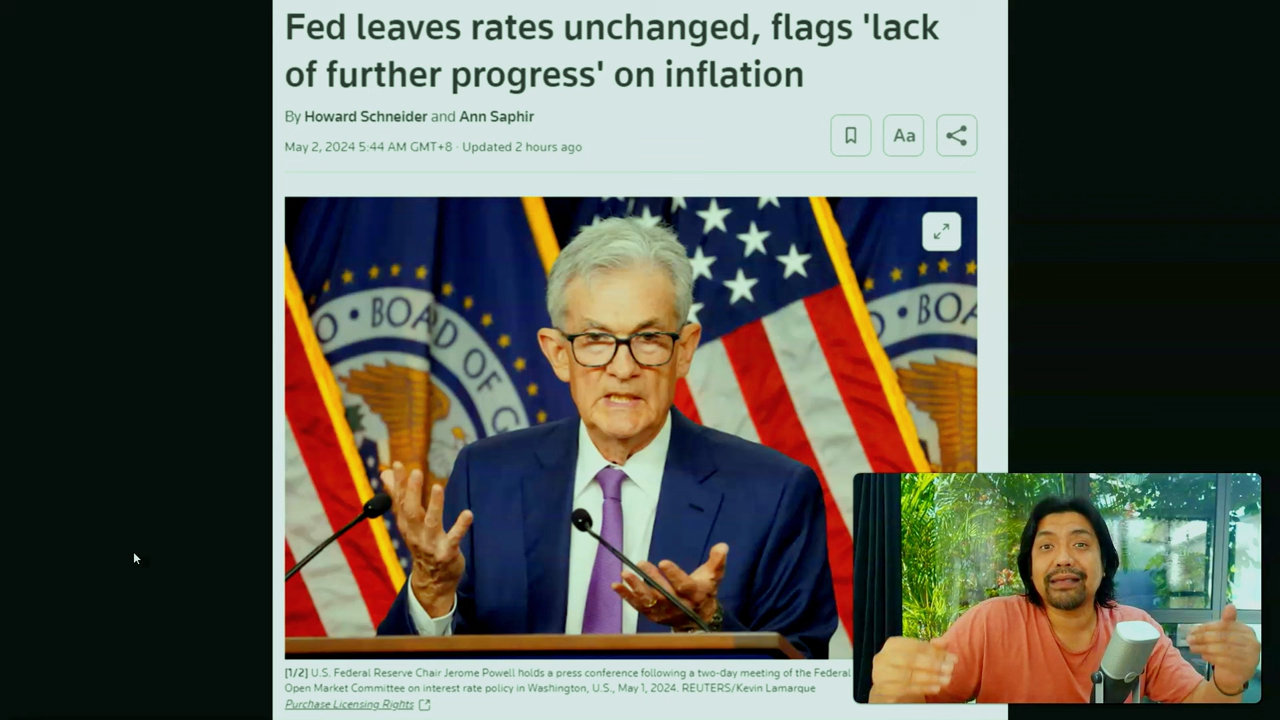 Fed leaves rates unchanged, flags 'lack
of further progress' on inflation
By Howard Schneider and Ann Saphir
May 2, 2024 5:44 AM GMT+8 · Updated 2 hours ago
Aa
O • BOARD OF G
O • BOA
[1/2] U.S. Federal Reserve Chair Jerome Powell holds a press conference following a two-day meeting of the Federal
Open Market Committee on interest rate policy in Washington, U.S., May 1, 2024. REUTERS/Kevin Lamarque
Purchase Licensing Rights